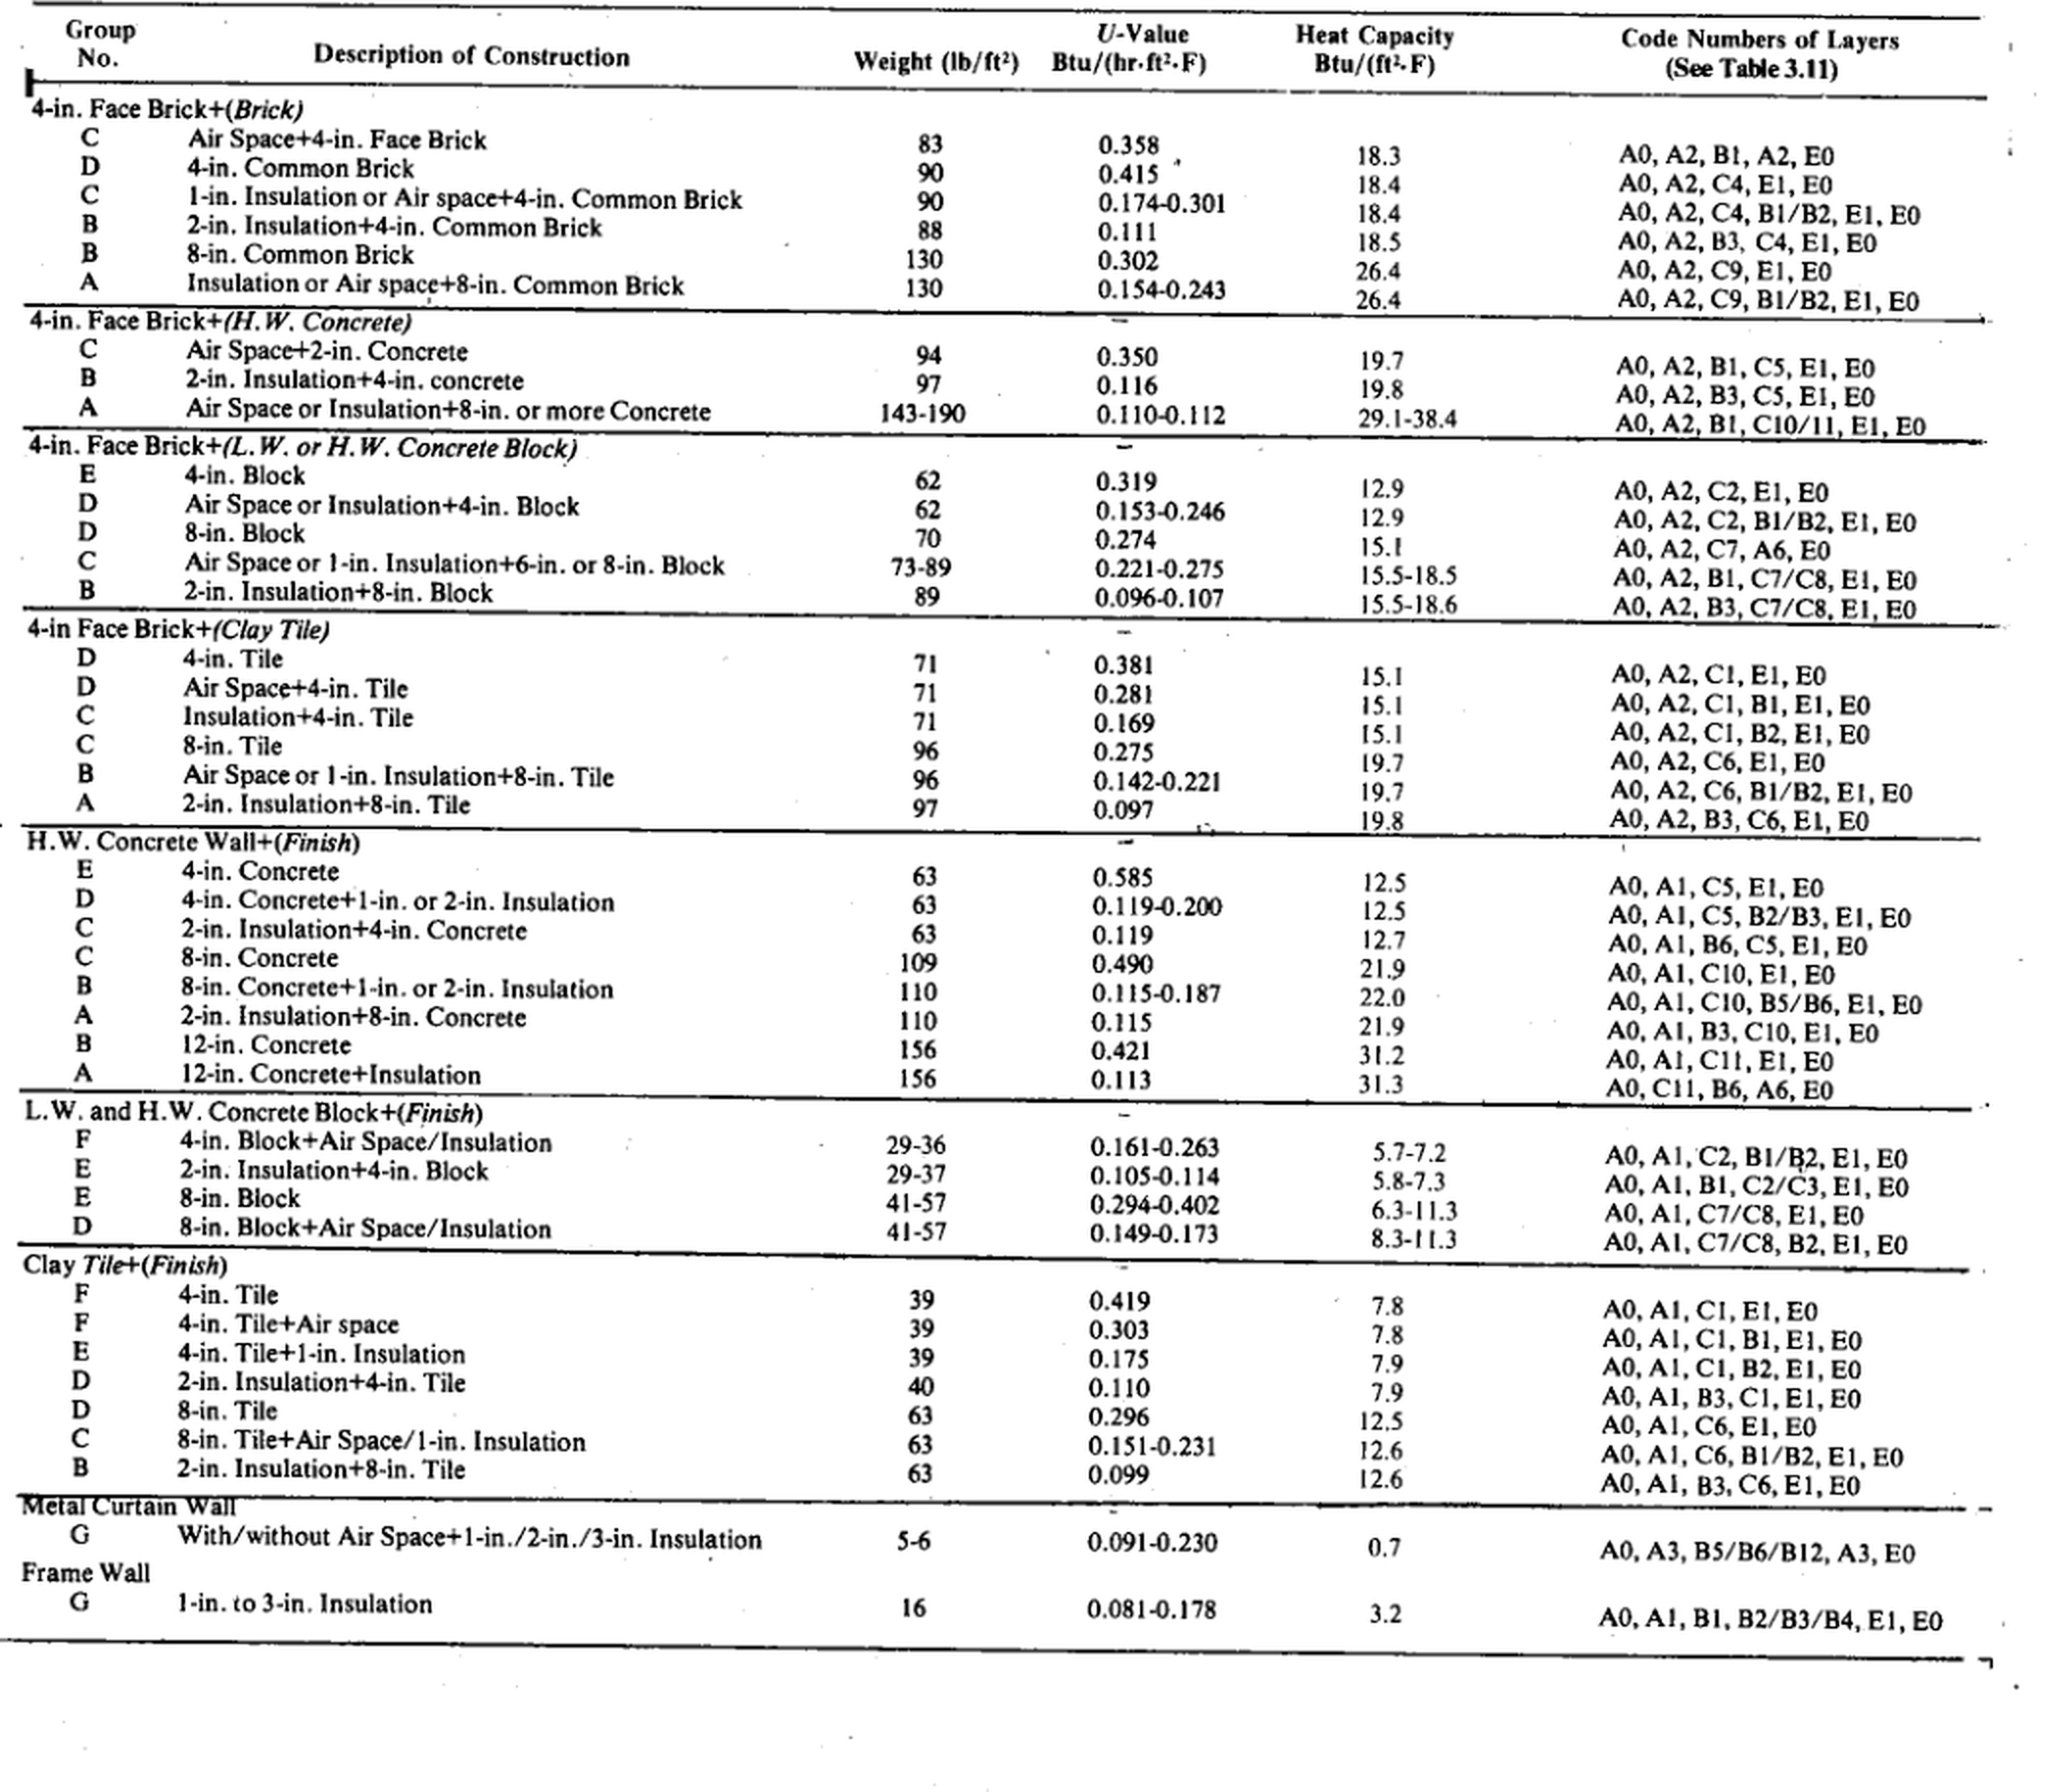 Group No. Description of Construction Weight (lb/ft²) U-Value Btu/(hr·ft²·F) Heat Capacity Btu/(ft²·F) Code Numbers of Layers (See Table 3.11)
4-in. Face Brick+(Brick)
C Air Space+4-in. Face Brick 83 0.358 18.3 A0, A2, B1, A2, E0
D 4-in. Common Brick 90 0.415 18.4 A0, A2, C4, E1, E0
C 1-in. Insulation or Air space+4-in. Common Brick 90 0.174-0.301 18.4 A0, A2, C4, B1/B2, E1, E0
B 2-in. Insulation+4-in. Common Brick 88 0.111 18.5 A0, A2, B3, C4, E1, E0
B 8-in. Common Brick 130 0.302 26.4 A0, A2, C9, E1, E0
A Insulation or Air space+8-in. Common Brick 130 0.154-0.243 26.4 A0, A2, C9, B1/B2, E1, E0
4-in. Face Brick+(H.W. Concrete)
C Air Space+2-in. Concrete 94 0.350 19.7 A0, A2, B1, C5, E1, E0
B 2-in. Insulation+4-in. concrete 97 0.116 19.8 A0, A2, B3, C5, E1, E0
A Air Space or Insulation+8-in. or more Concrete 143-190 0.110-0.112 29.1-38.4 A0, A2, B1, C10/11, E1, E0
4-in. Face Brick+(L.W. or H.W. Concrete Block)
E 4-in. Block 62 0.319 12.9 A0, A2, C2, E1, E0
D Air Space or Insulation+4-in. Block 62 0.153-0.246 12.9 A0, A2, C2, B1/B2, E1, E0
D 8-in. Block 70 0.274 15.1 A0, A2, C7, A6, E0
C Air Space or 1-in. Insulation+6-in. or 8-in. Block 73-89 0.221-0.275 15.5-18.5 A0, A2, B1, C7/C8, E1, E0
B 2-in. Insulation+8-in. Block 89 0.096-0.107 15.5-18.6 A0, A2, B3, C7/C8, E1, E0
4-in Face Brick+(Clay Tile)
D 4-in. Tile 71 0.381 15.1 A0, A2, C1, E1, E0
D Air Space+4-in. Tile 71 0.281 15.1 A0, A2, C1, B1, E1, E0
C Insulation+4-in. Tile 71 0.169 15.1 A0, A2, C1, B2, E1, E0
C 8-in. Tile 96 0.275 19.7 A0, A2, C6, E1, E0
B Air Space or 1-in. Insulation+8-in. Tile 96 0.142-0.221 19.7 A0, A2, C6, B1/B2, E1, E0
A 2-in. Insulation+8-in. Tile 97 0.097 19.8 A0, A2, B3, C6, E1, E0
H.W. Concrete Wall+(Finish)
E 4-in. Concrete 63 0.585 12.5 A0, A1, C5, E1, E0
D 4-in. Concrete+1-in. or 2-in. Insulation 63 0.119-0.200 12.5 A0, A1, C5, B2/B3, E1, E0
C 2-in. Insulation+4-in. Concrete 63 0.119 12.7 A0, A1, B6, C5, E1, E0
C 8-in. Concrete 109 0.490 21.9 A0, A1, C10, E1, E0
B 8-in. Concrete+1-in. or 2-in. Insulation 110 0.115-0.187 22.0 A0, A1, C10, B5/B6, E1, E0
A 2-in. Insulation+8-in. Concrete 110 0.115 21.9 A0, A1, B3, C10, E1, E0
B 12-in. Concrete 156 0.421 31.2 A0, A1, C11, E1, E0
A 12-in. Concrete+Insulation 156 0.113 31.3 A0, C11, B6, A6, E0
L.W. and H.W. Concrete Block+(Finish)
F 4-in. Block+Air Space/Insulation 29-36 0.161-0.263 5.7-7.2 A0, A1, C2, B1/B2, E1, E0
E 2-in. Insulation+4-in. Block 29-37 0.105-0.114 5.8-7.3 A0, A1, B1, C2/C3, E1, E0
E 8-in. Block 41-57 0.294-0.402 6.3-11.3 A0, A1, C7/C8, E1, E0
D 8-in. Block+Air Space/Insulation 41-57 0.149-0.173 8.3-11.3 A0, A1, C7/C8, B2, E1, E0
Clay Tile+(Finish)
F 4-in. Tile 39 0.419 7.8 A0, A1, C1, E1, E0
F 4-in. Tile+Air space 39 0.303 7.8 A0, A1, C1, B1, E1, E0
E 4-in. Tile+1-in. Insulation 39 0.175 7.9 A0, A1, C1, B2, E1, E0
D 2-in. Insulation+4-in. Tile 40 0.110 7.9 A0, A1, B3, C1, E1, E0
D 8-in. Tile 63 0.296 12.5 A0, A1, C6, E1, E0
C 8-in. Tile+Air Space/1-in. Insulation 63 0.151-0.231 12.6 A0, A1, C6, B1/B2, E1, E0
B 2-in. Insulation+8-in. Tile 63 0.099 12.6 A0, A1, B3, C6, E1, E0
Metal Curtain Wall
G With/without Air Space+1-in./2-in./3-in. Insulation 5-6 0.091-0.230 0.7 A0, A3, B5/B6/B12, A3, E0
Frame Wall
G 1-in. to 3-in. Insulation 16 0.081-0.178 3.2 A0, A1, B1, B2/B3/B4, E1, E0